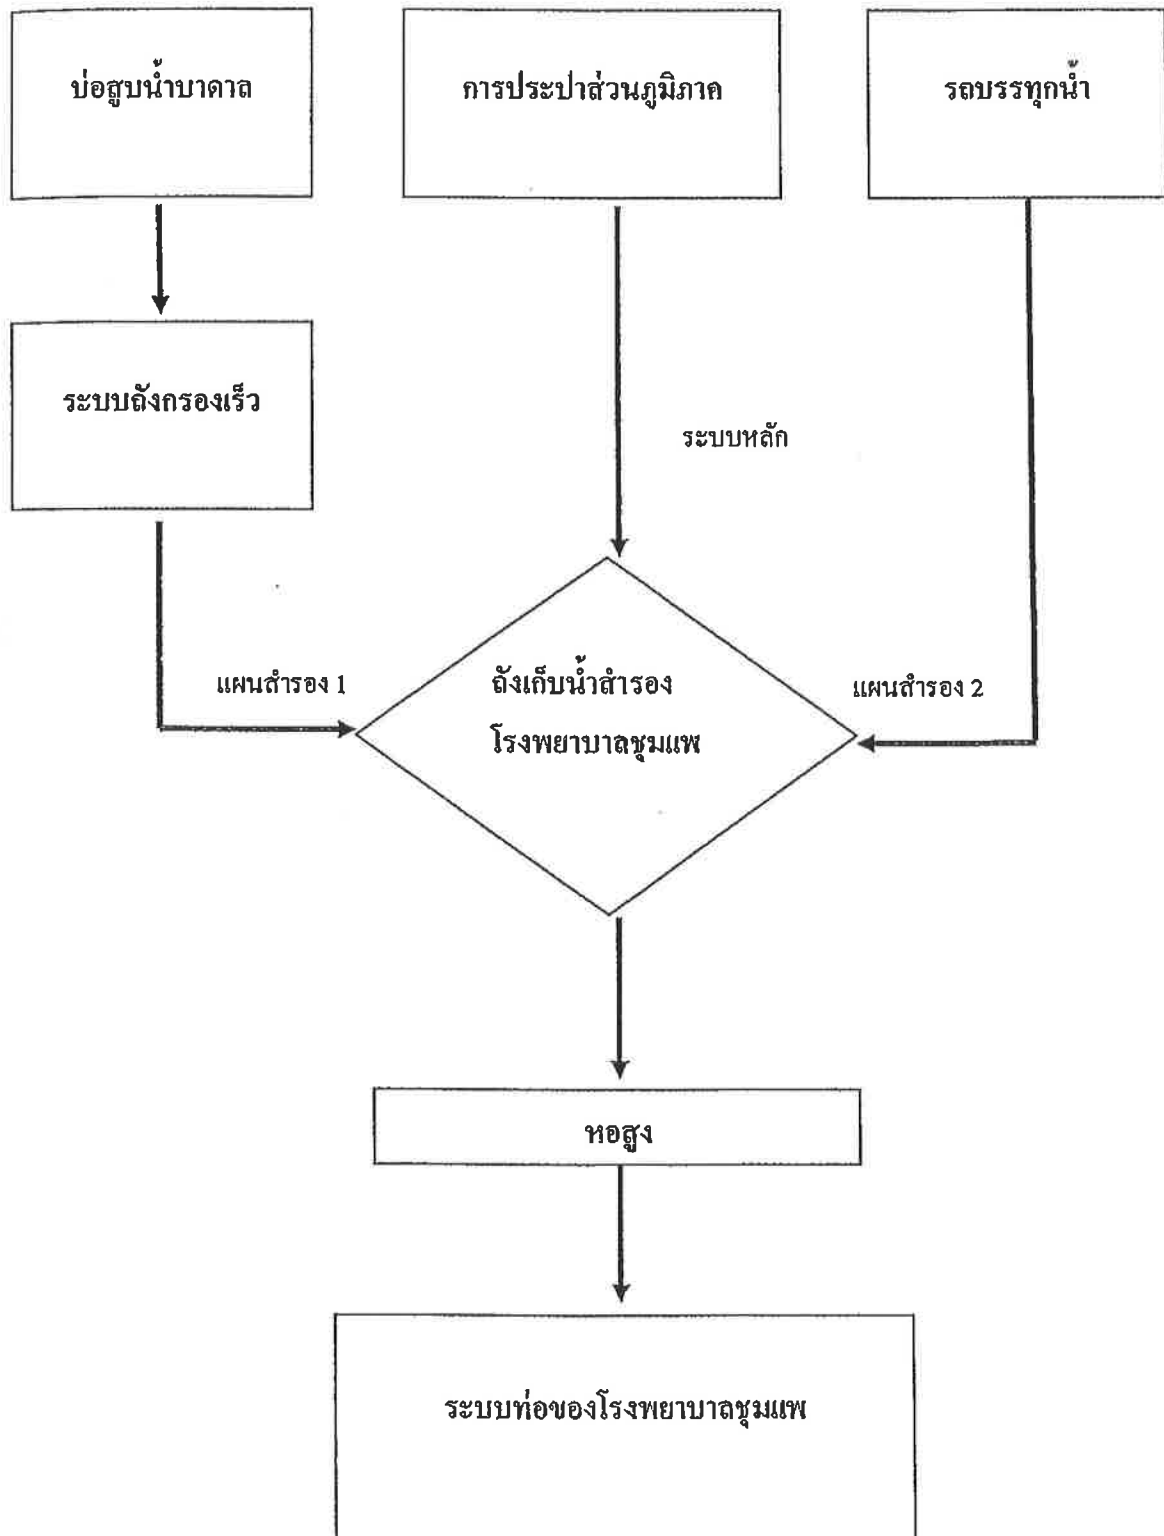 บ่อสูบน้ำบาดาล
การประปาส่วนภูมิภาค
รถบรรทุกน้ำ
ระบบถังกรองเร็ว
ระบบหลัก
แผนสำรอง 1
ถังเก็บน้ำสำรอง
โรงพยาบาลชุมแพ
แผนสำรอง 2
หอสูง
ระบบท่อของโรงพยาบาลชุมแพ